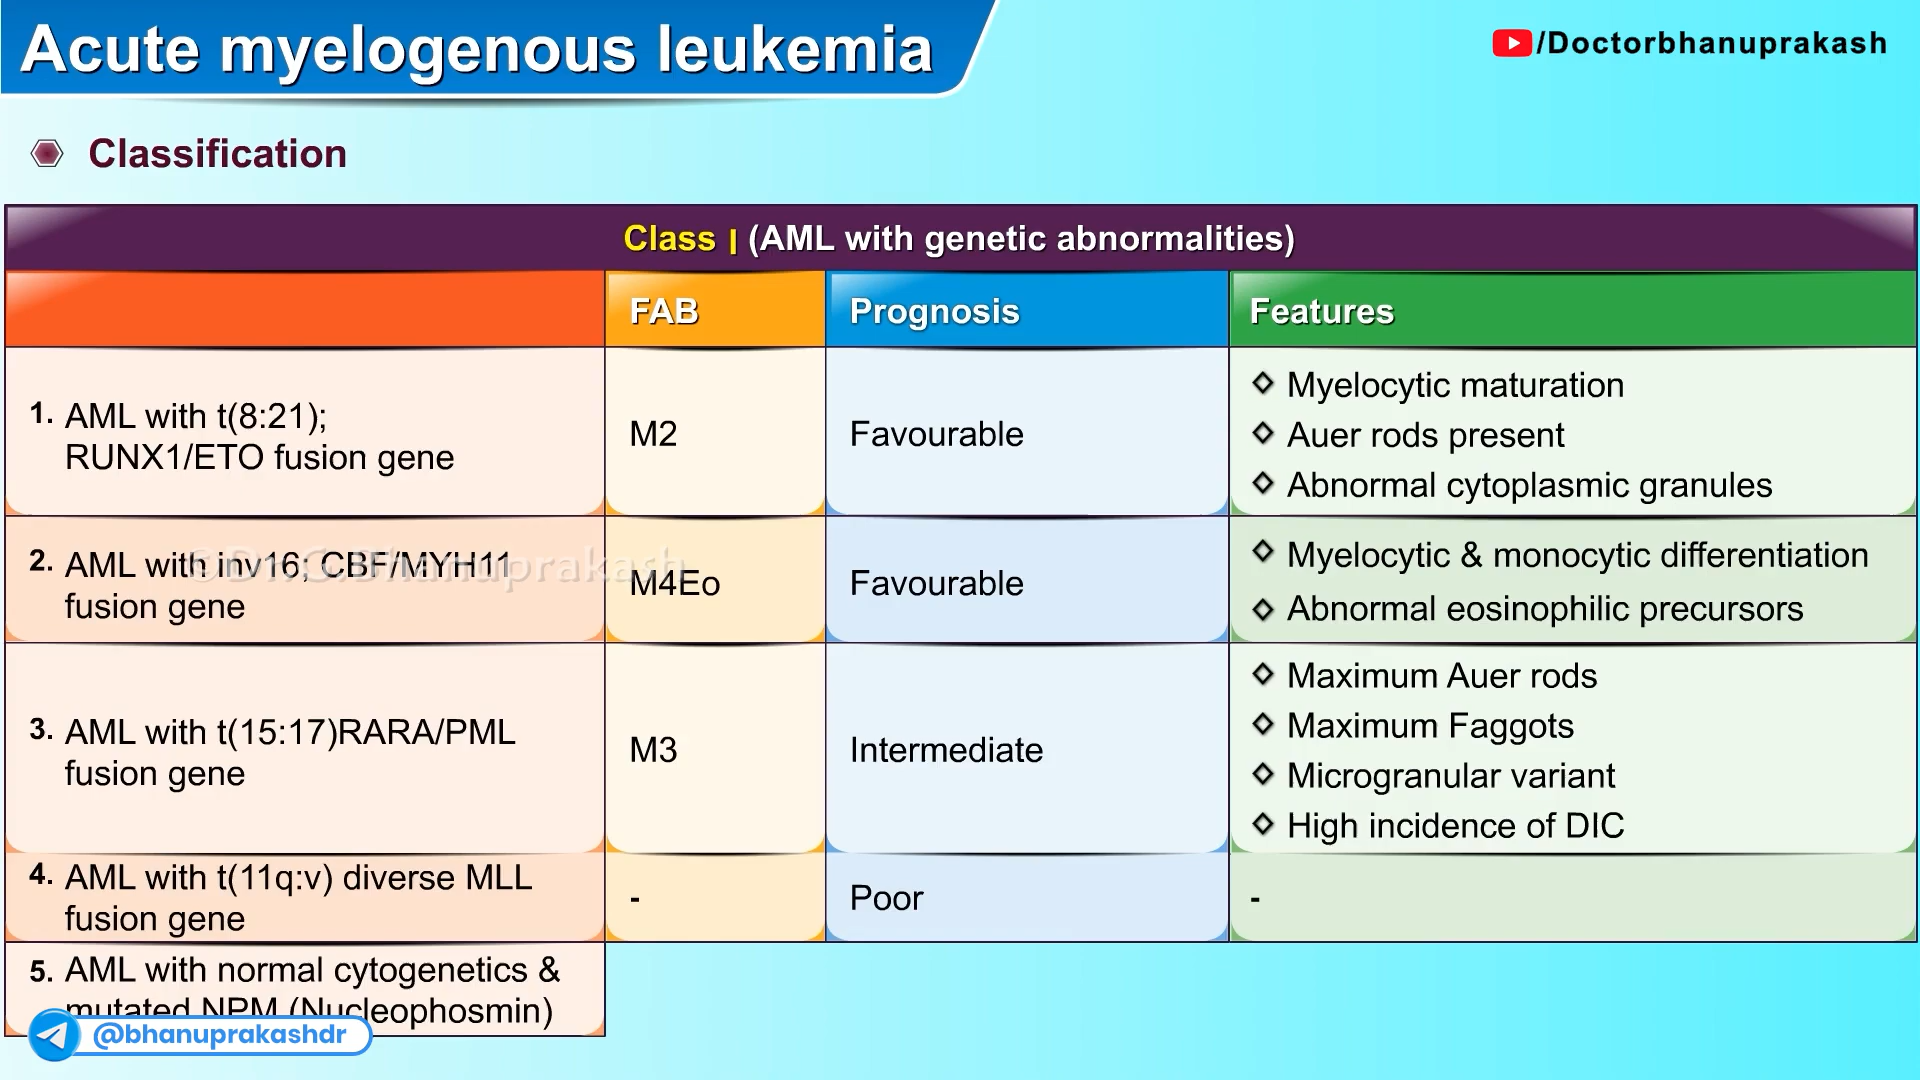 Acute myelogenous leukemia
/Doctorbhanuprakash
Classification
Class I (AML with genetic abnormalities)
FAB
Prognosis
Features
1. AML with t(8:21);
RUNX1/ETO fusion gene
M2
Favourable
Myelocytic maturation
Auer rods present
Abnormal cytoplasmic granules
2. AML with inv16; CBF/MYH11
fusion gene
©Dr.G.Bhanuprakash
M4Eo
Favourable
Myelocytic & monocytic differentiation
Abnormal eosinophilic precursors
3. AML with t(15:17)RARA/PML
fusion gene
M3
Intermediate
Maximum Auer rods
Maximum Faggots
Microgranular variant
High incidence of DIC
4. AML with t(11q:v) diverse MLL
fusion gene
-
Poor
-
5. AML with normal cytogenetics &
mutated NPM (Nucleophosmin)
@bhanuprakashdr